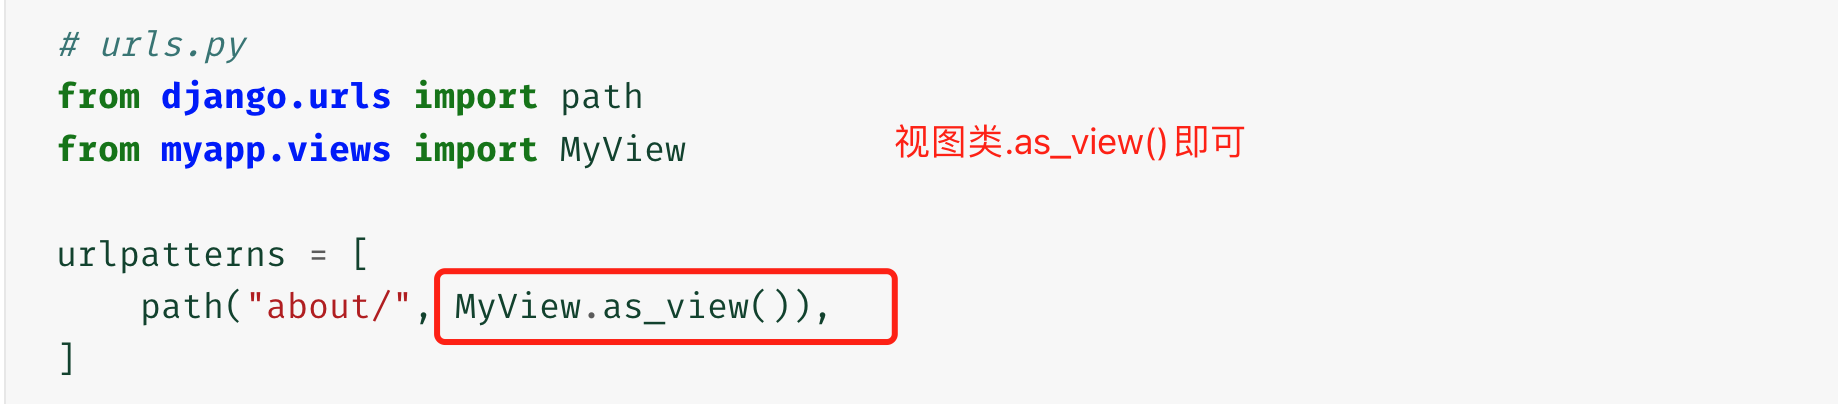 # urls.py
from django.urls import path
from myapp.views import MyView
视图类.as_view()即可
urlpatterns = [
    path("about/", MyView.as_view()),
]